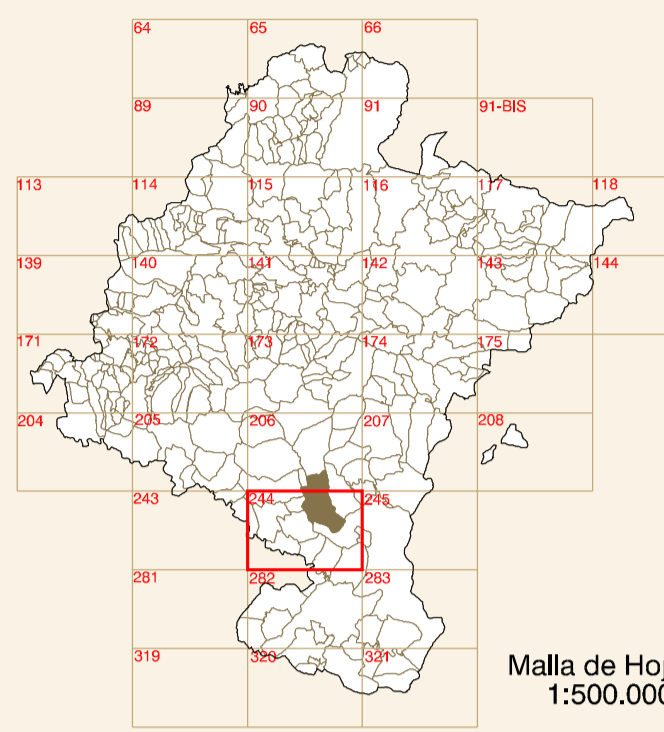 64 65 66
89 90 91 91-BIS
113 114 115 116 117 118
139 140 141 142 143 144
171 172 173 174 175
204 205 206 207 208
243 244 245
281 282 283
319 320 321
Malla de Hoj
1:500.000